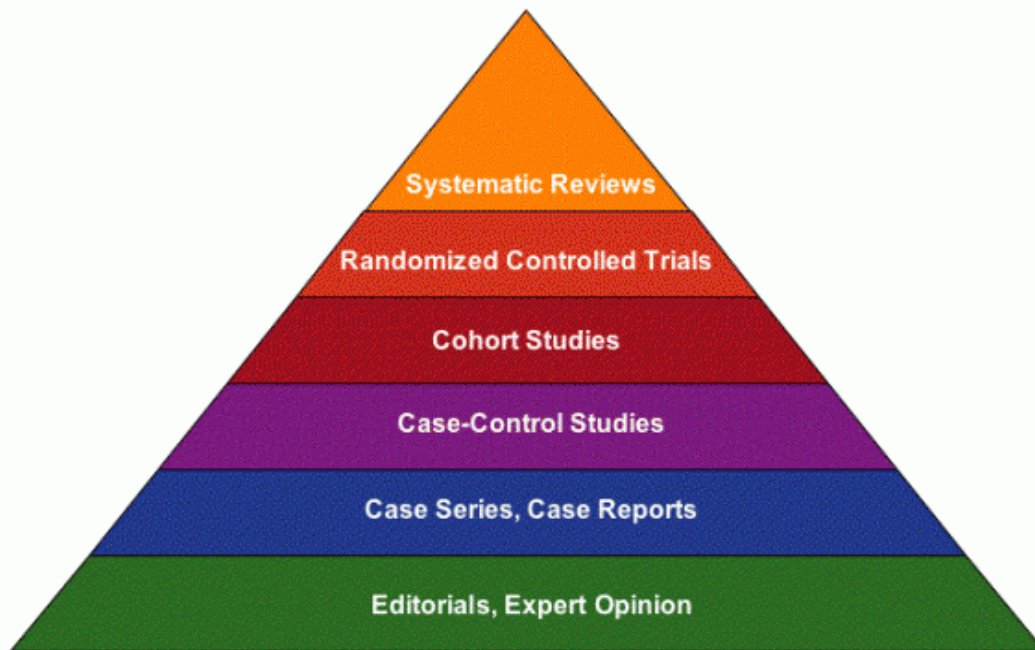 Systematic Reviews
Randomized Controlled Trials
Cohort Studies
Case-Control Studies
Case Series, Case Reports
Editorials, Expert Opinion